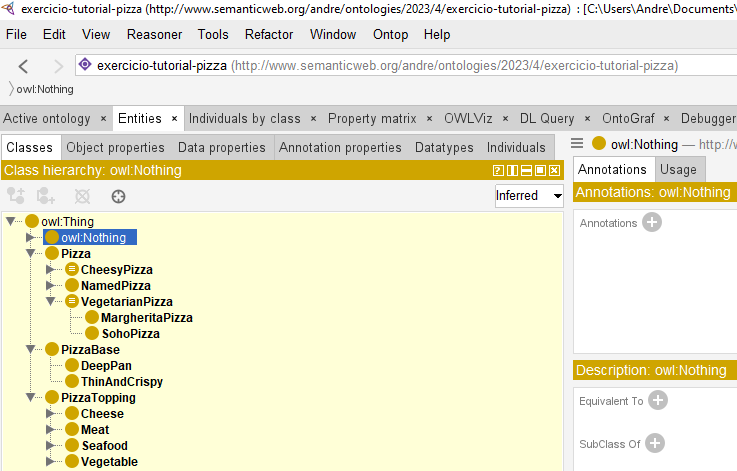 exercicio-tutorial-pizza (http://www.semanticweb.org/andre/ontologies/2023/4/exercicio-tutorial-pizza) : [C:\Users\Andre\Documents\
File Edit View Reasoner Tools Refactor Window Ontop Help
exercicio-tutorial-pizza (http://www.semanticweb.org/andre/ontologies/2023/4/exercicio-tutorial-pizza)
owl:Nothing
Active ontology × Entities × Individuals by class × Property matrix × OWLViz × DL Query × OntoGraf × Debugger
Classes Object properties Data properties Annotation properties Datatypes Individuals
Class hierarchy: owl:Nothing
Inferred
owl:Thing
owl:Nothing
Pizza
CheesyPizza
NamedPizza
VegetarianPizza
MargheritaPizza
SohoPizza
PizzaBase
DeepPan
ThinAndCrispy
PizzaTopping
Cheese
Meat
Seafood
Vegetable
owl:Nothing — http://w
Annotations Usage
Annotations: owl:Nothing
Annotations
Description: owl:Nothing
Equivalent To
SubClass Of